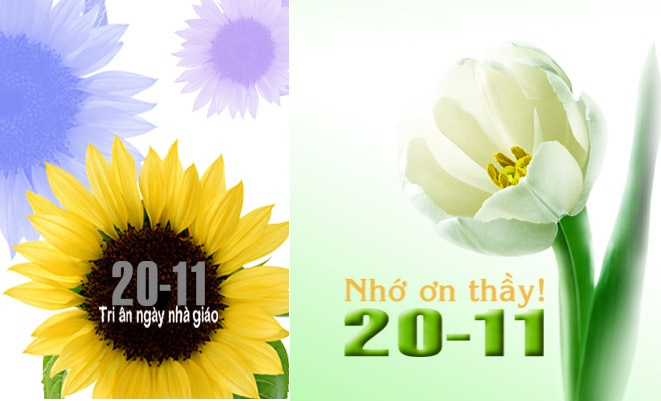 20-11
Tri ân ngày nhà giáo
Nhớ ơn thầy!
20-11